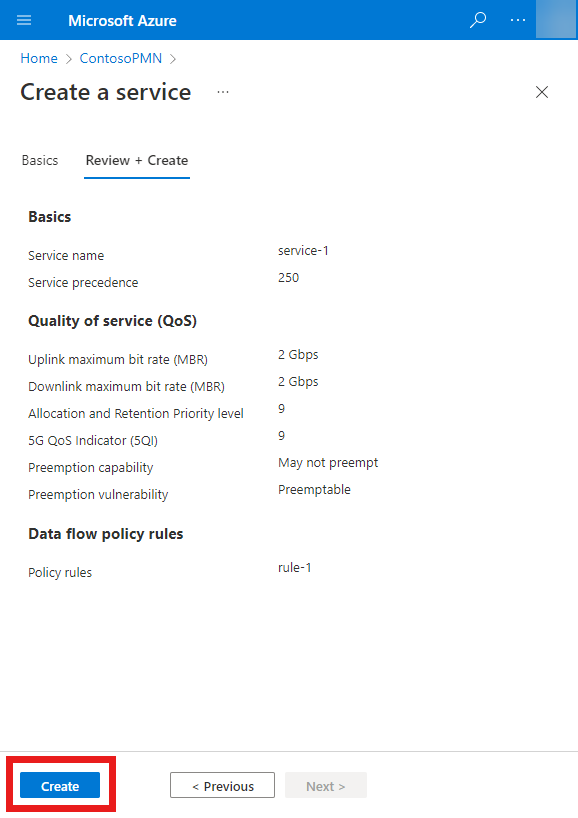 Microsoft Azure
Home > ContosoPMN >
Create a service ...
Basics Review + Create
Basics
Service name service-1
Service precedence 250
Quality of service (QoS)
Uplink maximum bit rate (MBR) 2 Gbps
Downlink maximum bit rate (MBR) 2 Gbps
Allocation and Retention Priority level 9
5G QoS Indicator (5QI) 9
Preemption capability May not preempt
Preemption vulnerability Preemptable
Data flow policy rules
Policy rules rule-1
Create < Previous Next >